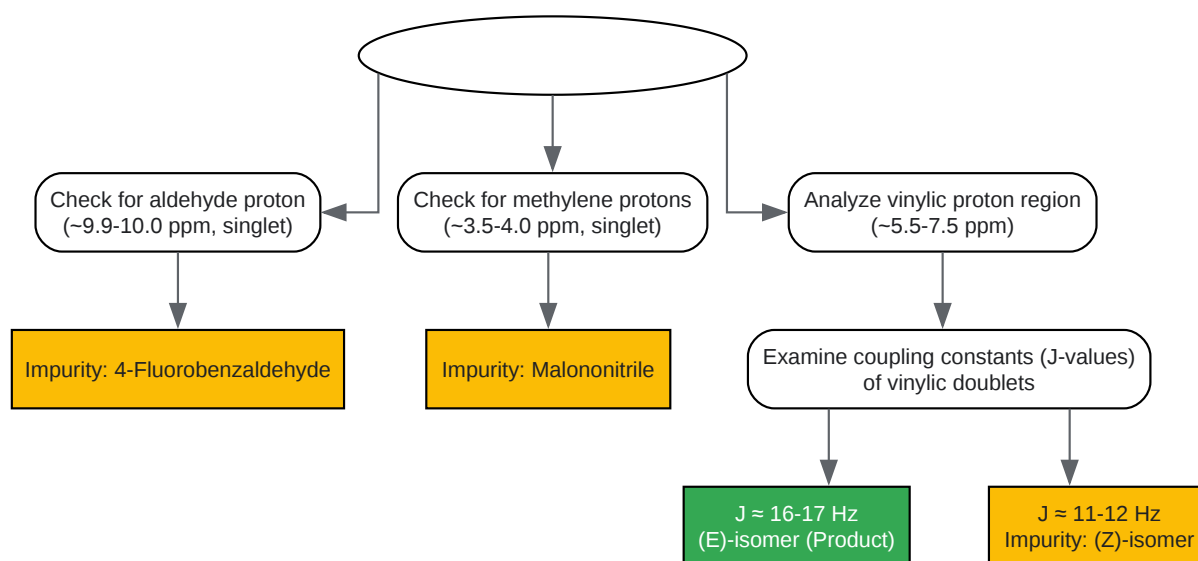 Check for aldehyde proton
(~9.9-10.0 ppm, singlet)
Check for methylene protons
(~3.5-4.0 ppm, singlet)
Analyze vinylic proton region
(~5.5-7.5 ppm)
Impurity: 4-Fluorobenzaldehyde
Impurity: Malononitrile
Examine coupling constants (J-values)
of vinylic doublets
J ≈ 16-17 Hz
(E)-isomer (Product)
J ≈ 11-12 Hz
Impurity: (Z)-isomer